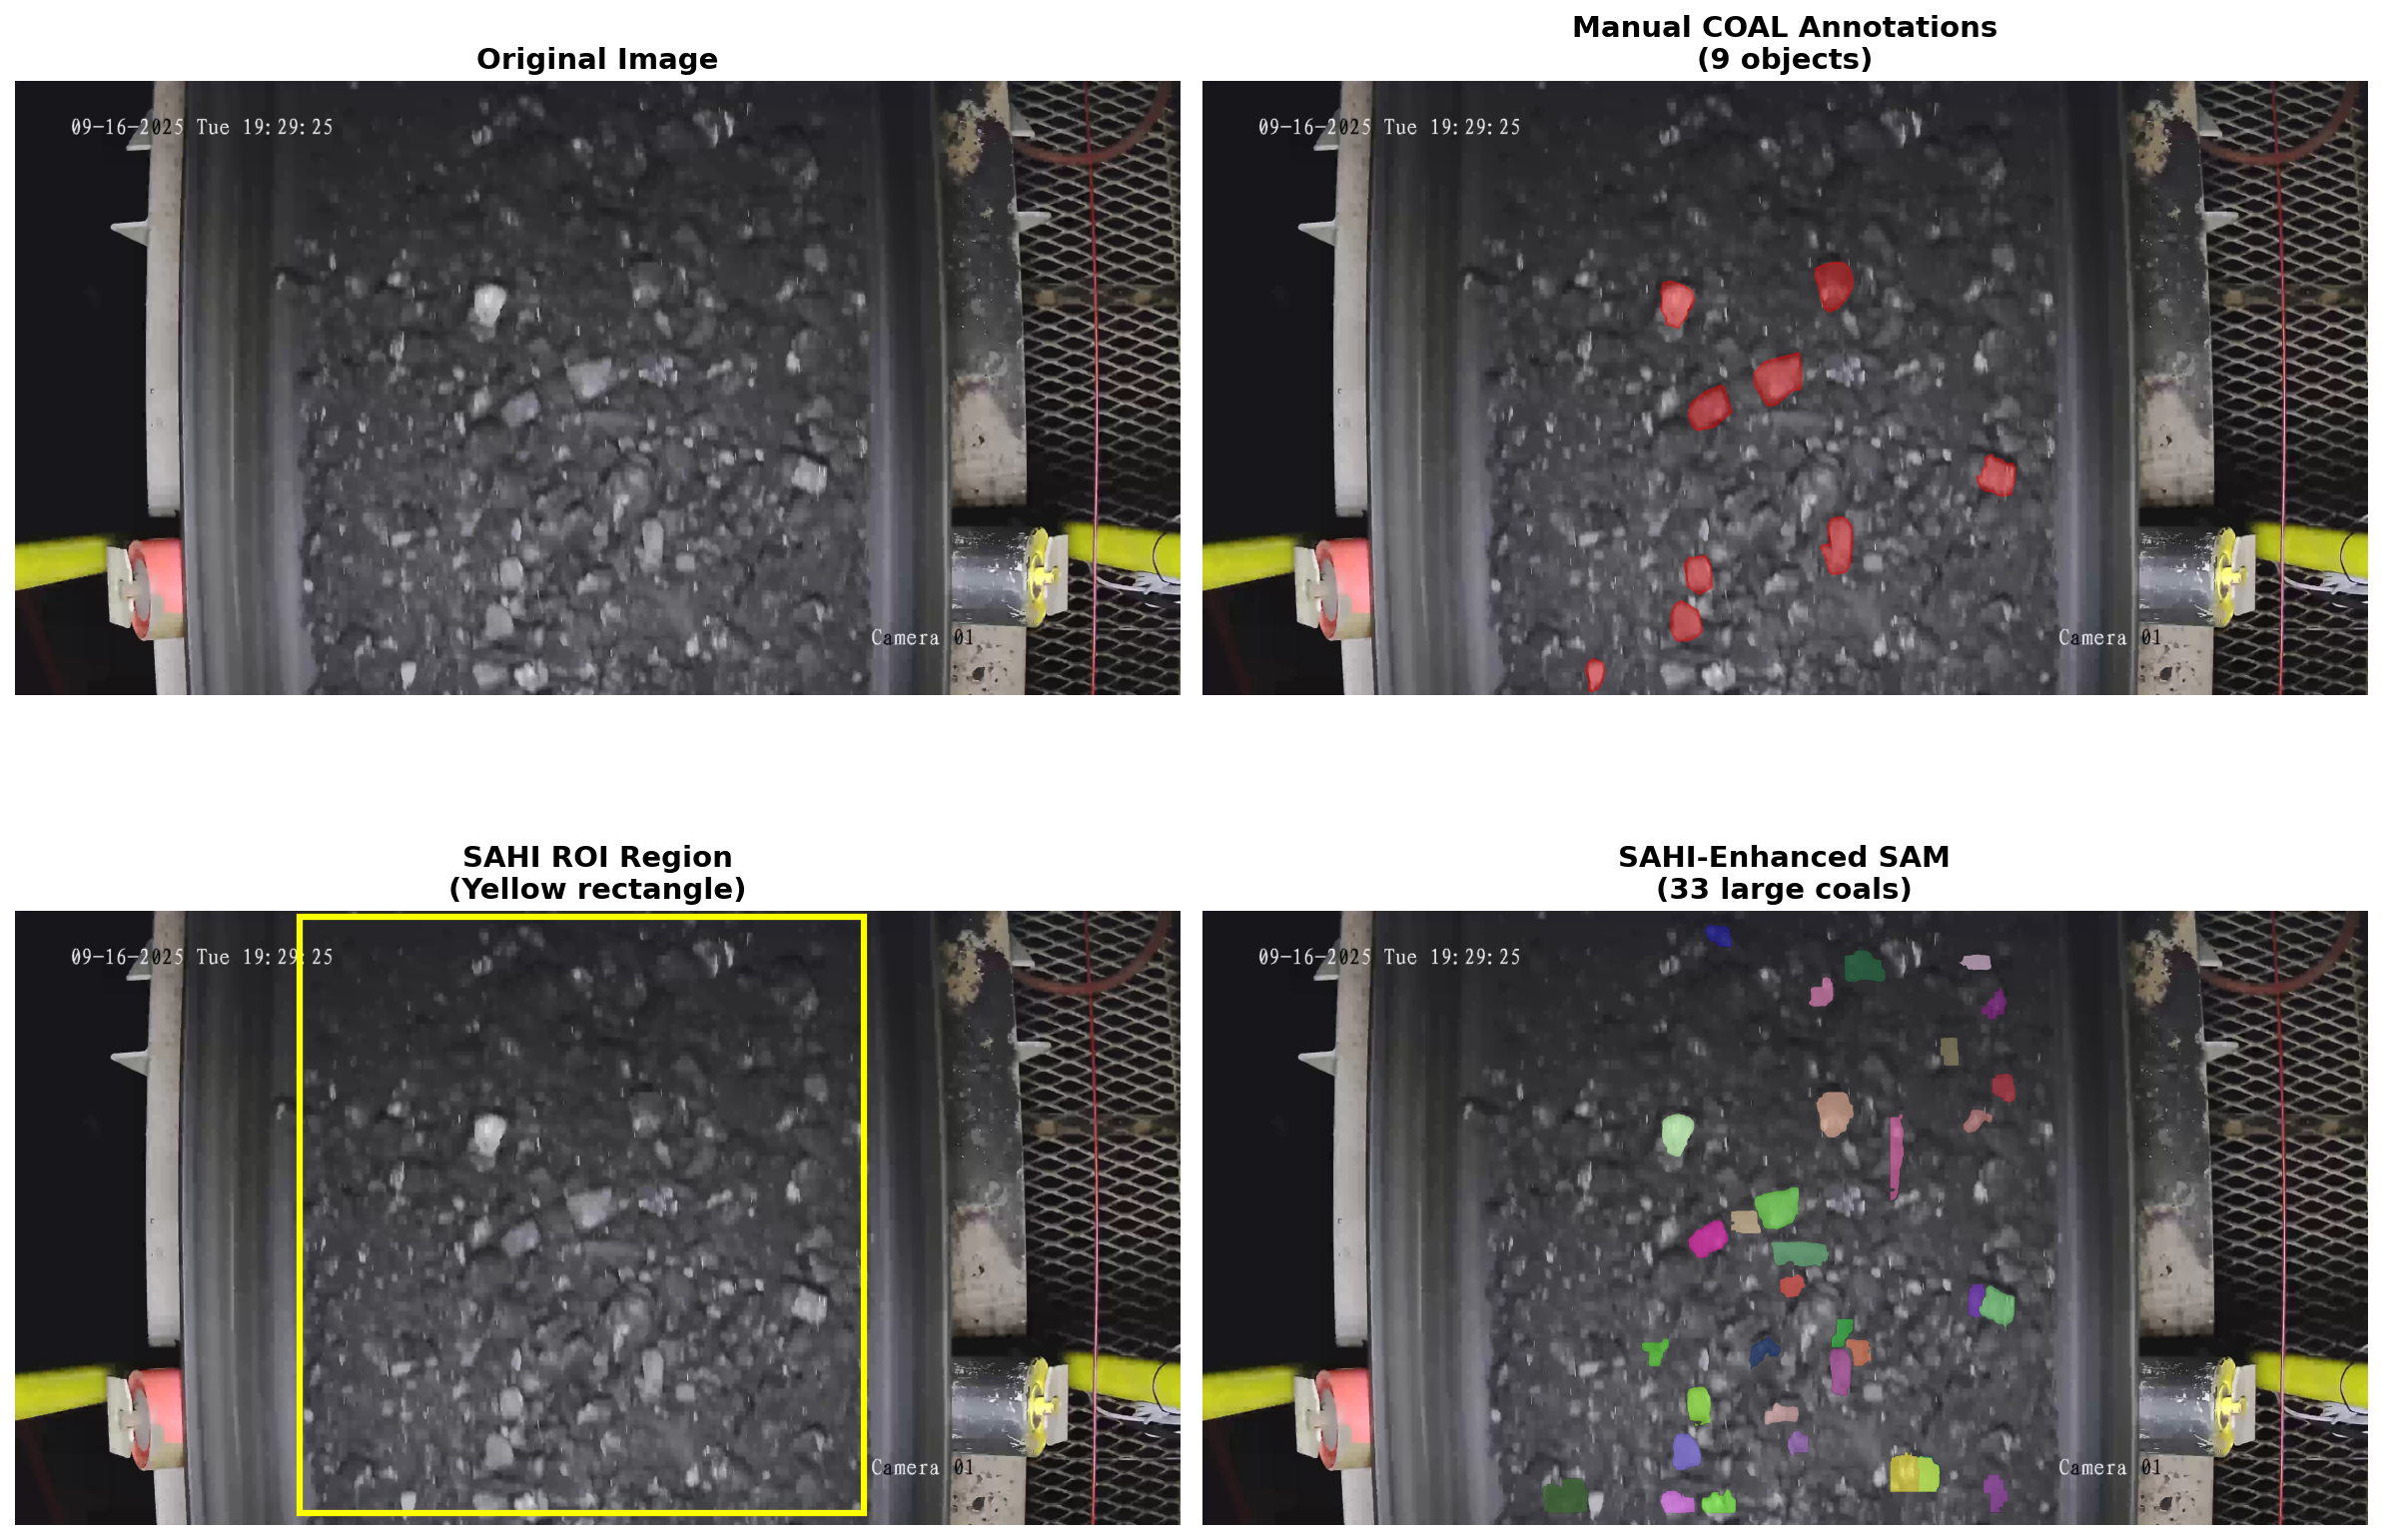 Original Image
09-16-2025 Tue 19:29:25
Camera 01
Manual COAL Annotations
(9 objects)
09-16-2025 Tue 19:29:25
Camera 01
SAHI ROI Region
(Yellow rectangle)
09-16-2025 Tue 19:29:25
Camera 01
SAHI-Enhanced SAM
(33 large coals)
09-16-2025 Tue 19:29:25
Camera 01